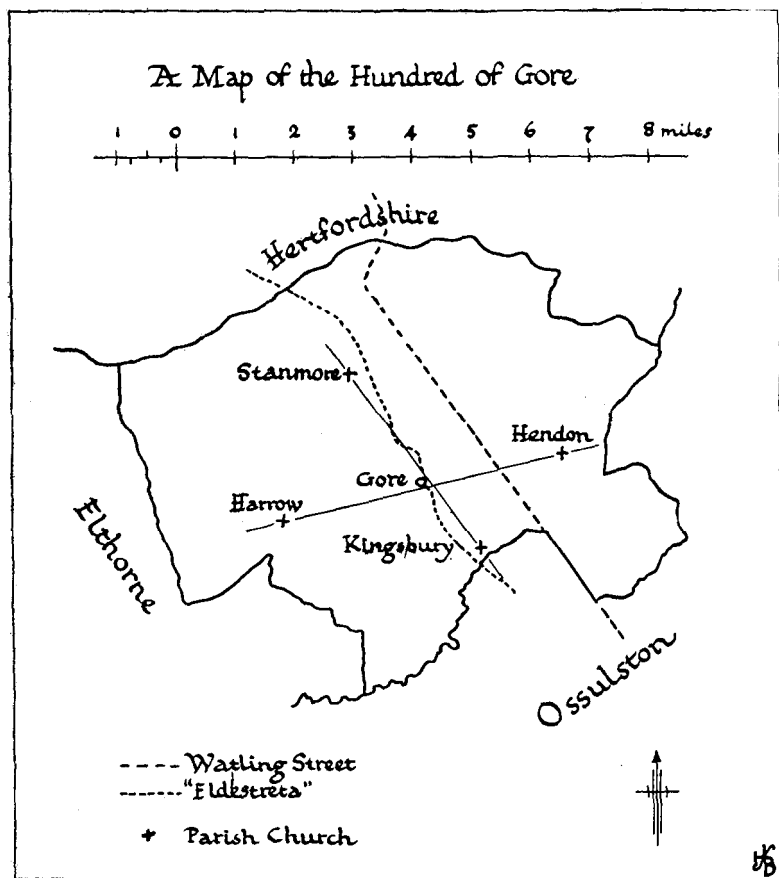 A Map of the Hundred of Gore
1 0 1 2 3 4 5 6 7 8 miles
Hertfordshire
Stanmore
Hendon
Gore
Harrow
Kingsbury
Elthorne
Ossulston
Watling Street
"Eldestreta"
Parish Church